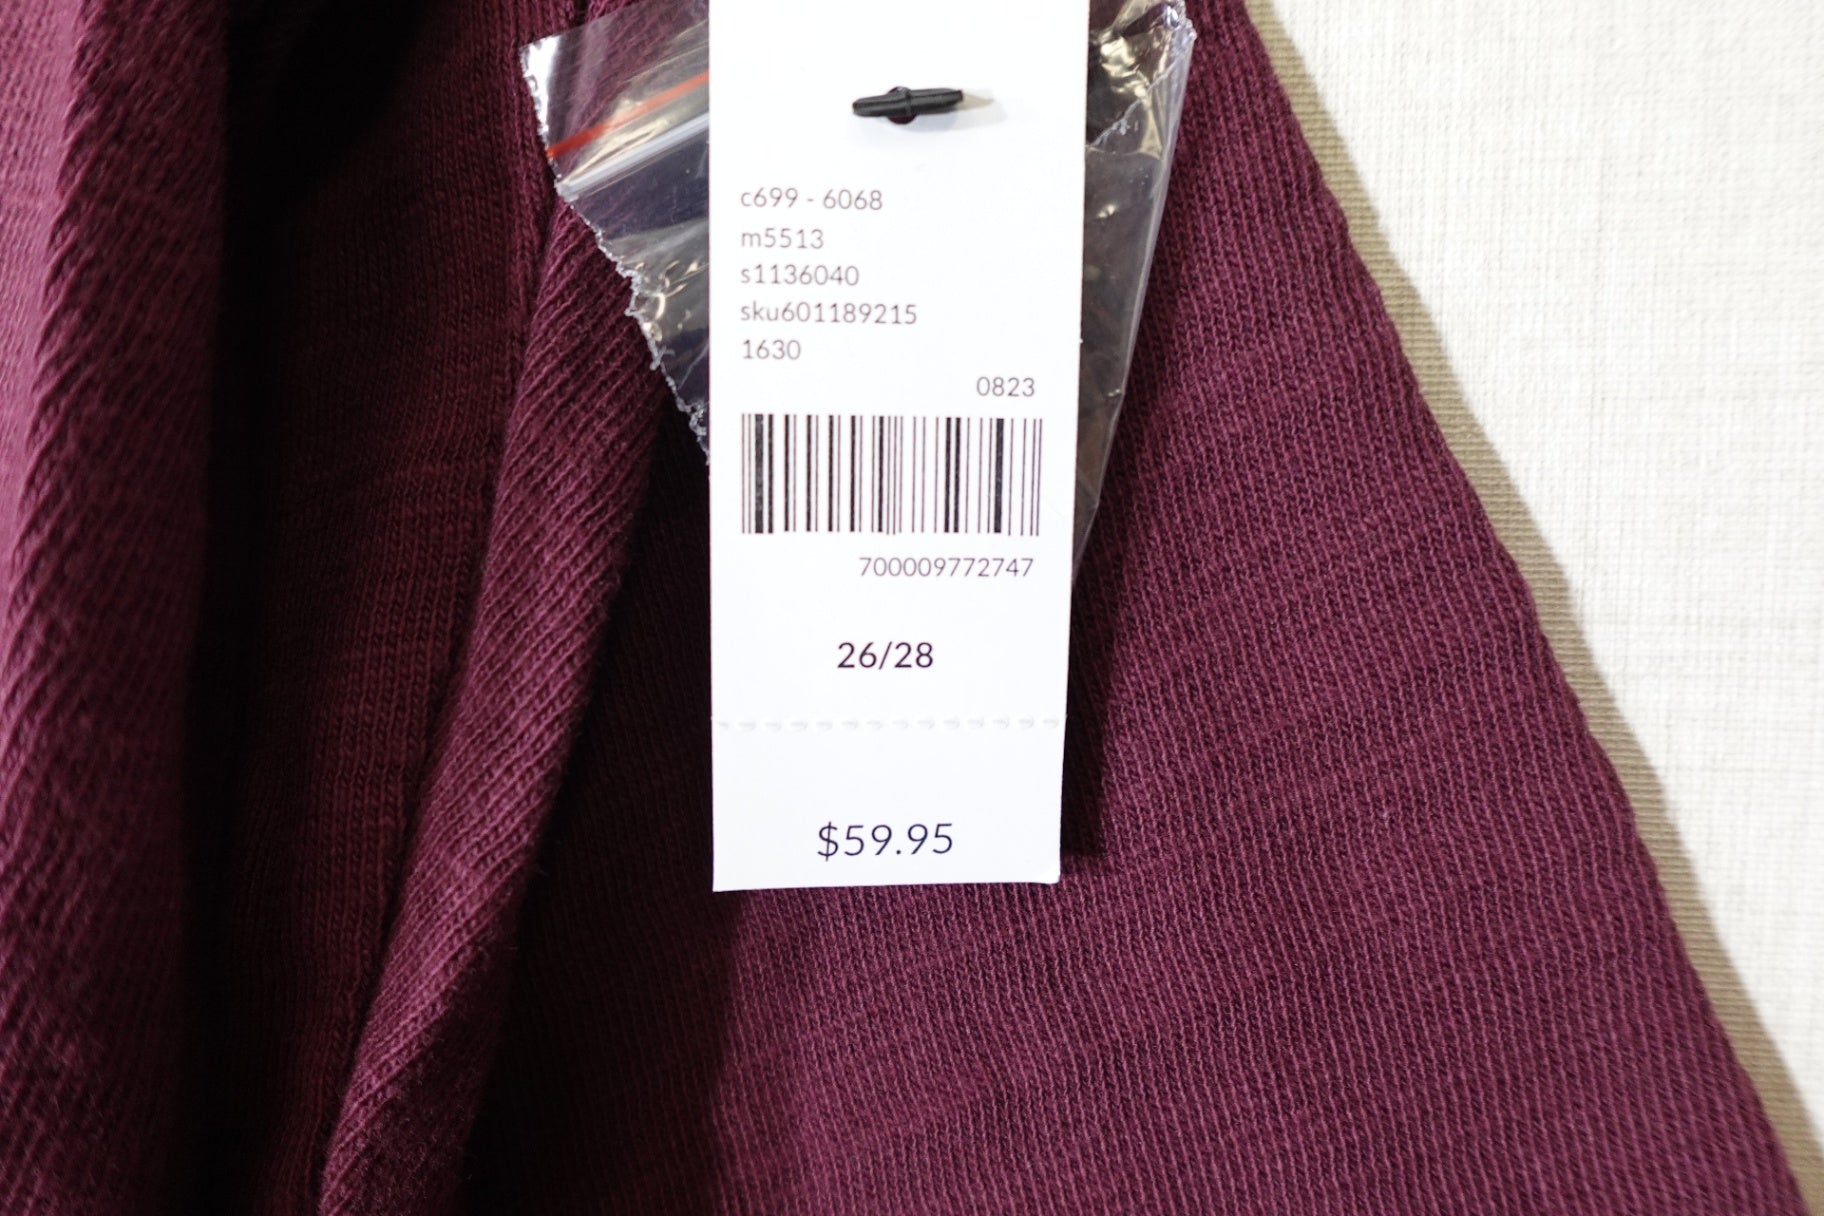 c699 - 6068
m5513
s1136040
sku601189215
1630
0823
700009772747
26/28
$59.95